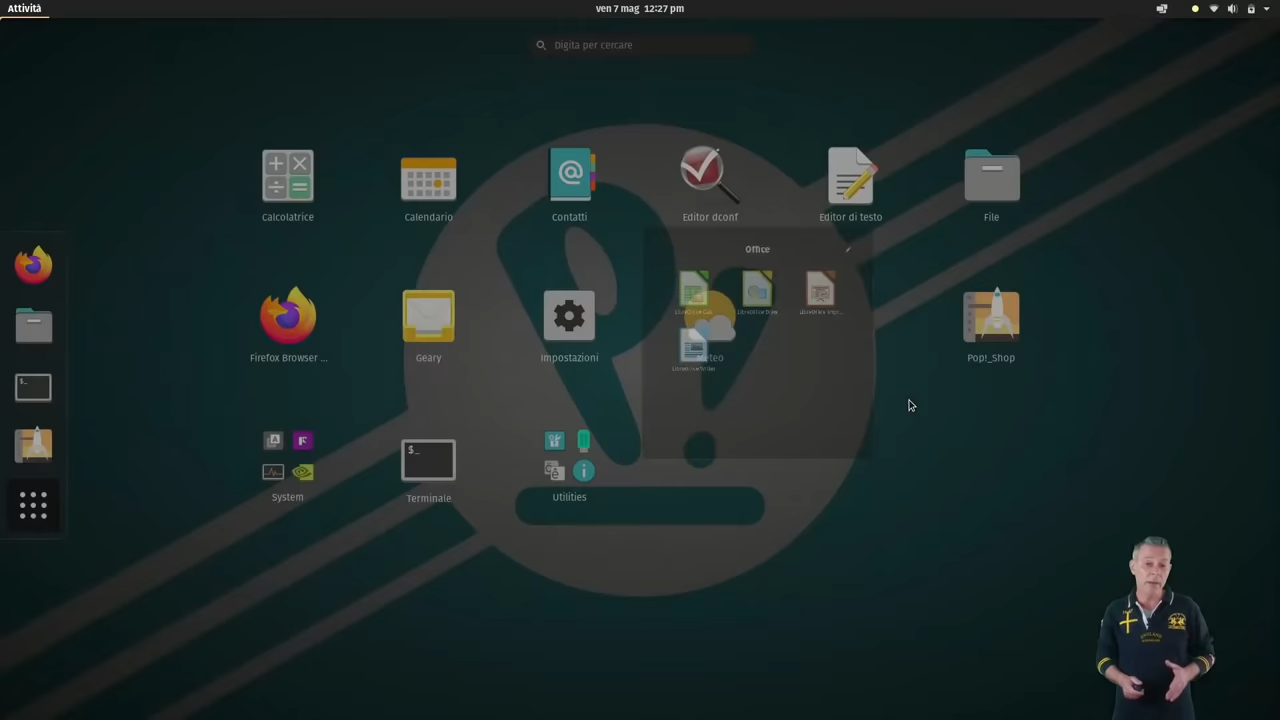 Attività
ven 7 mag 12:27 pm
Digita per cercare
Calcolatrice
Calendario
Contatti
Editor dconf
Editor di testo
File
Office
Firefox Browser ...
Geary
Impostazioni
Meteo
Pop!_Shop
$_
$_
System
Terminale
Utilities